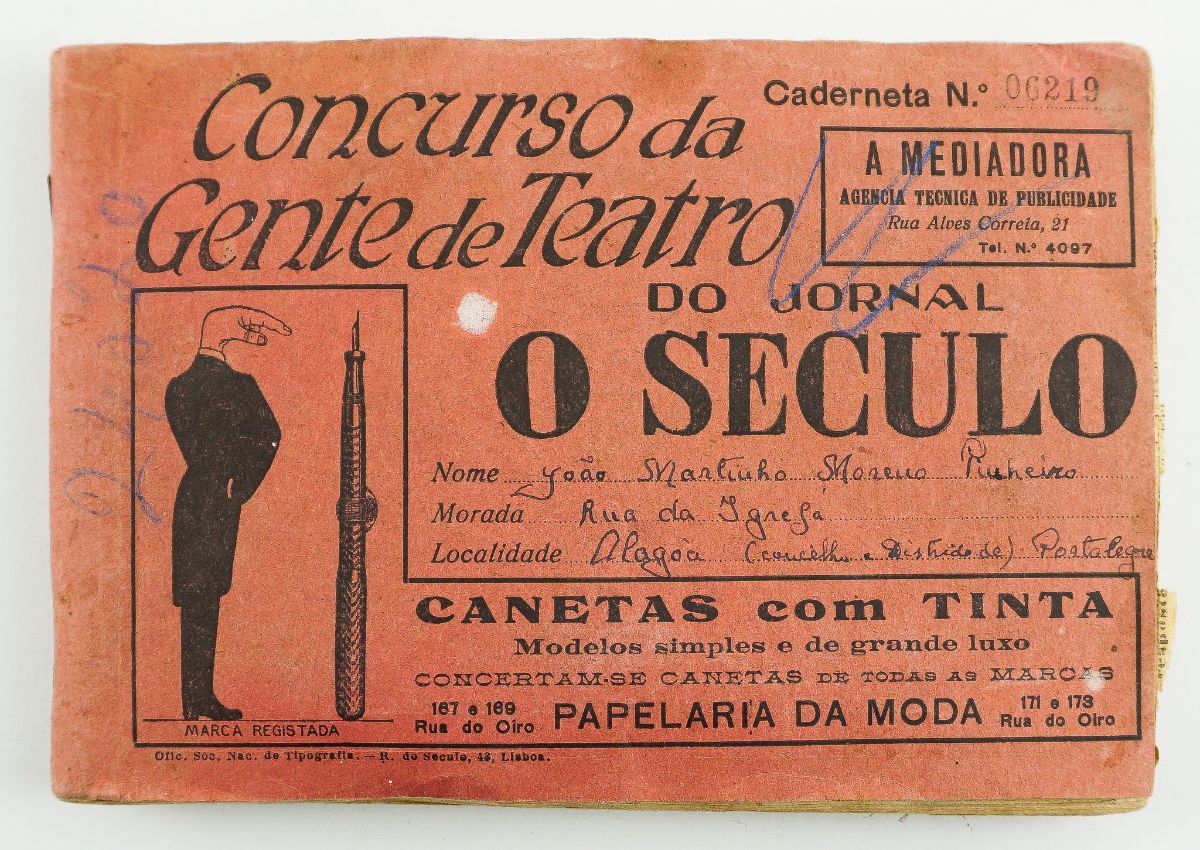 Concurso da
Gente de Teatro
Caderneta N.º 06219
A MEDIADORA
AGENCIA TECNICA DE PUBLICIDADE
Rua Alves Correia, 21
Tel. N.º 4097
DO JORNAL
O SECULO
Nome João Martinho Moreno Pinheiro
Morada Rua da Igreja
Localidade Alagôa (concelho e Districto de) Portalegre
MARCA REGISTADA
CANETAS com TINTA
Modelos simples e de grande luxo
CONCERTAM-SE CANETAS DE TODAS AS MARCAS
167 e 169
Rua do Oiro
PAPELARIA DA MODA
171 e 173
Rua do Oiro
Ofic. Soc. Nac. de Tipografia. — R. do Seculo, 43, Lisboa.